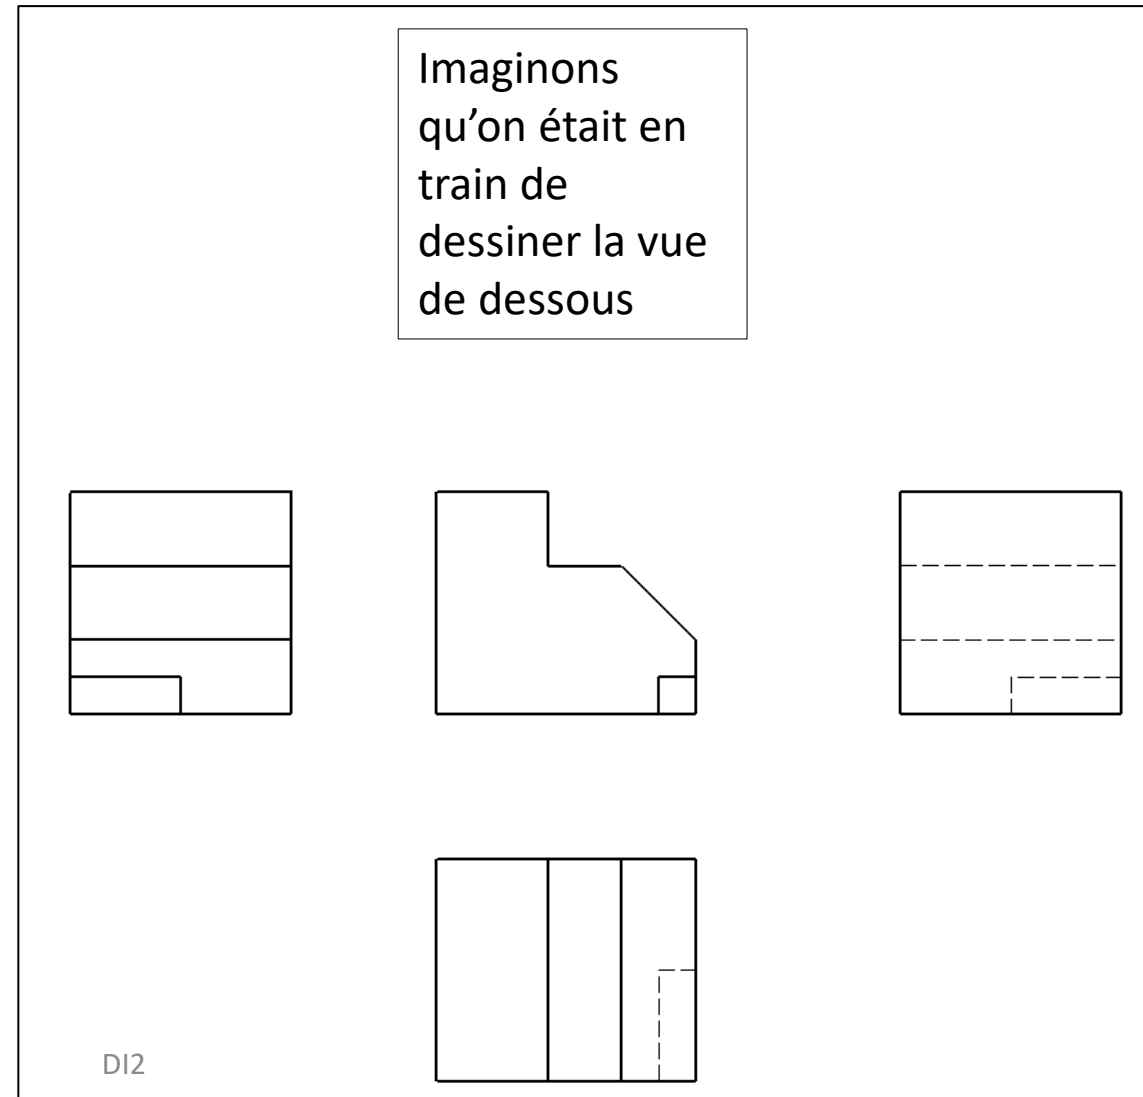 Imaginons
qu’on était en
train de
dessiner la vue
de dessous
DI2